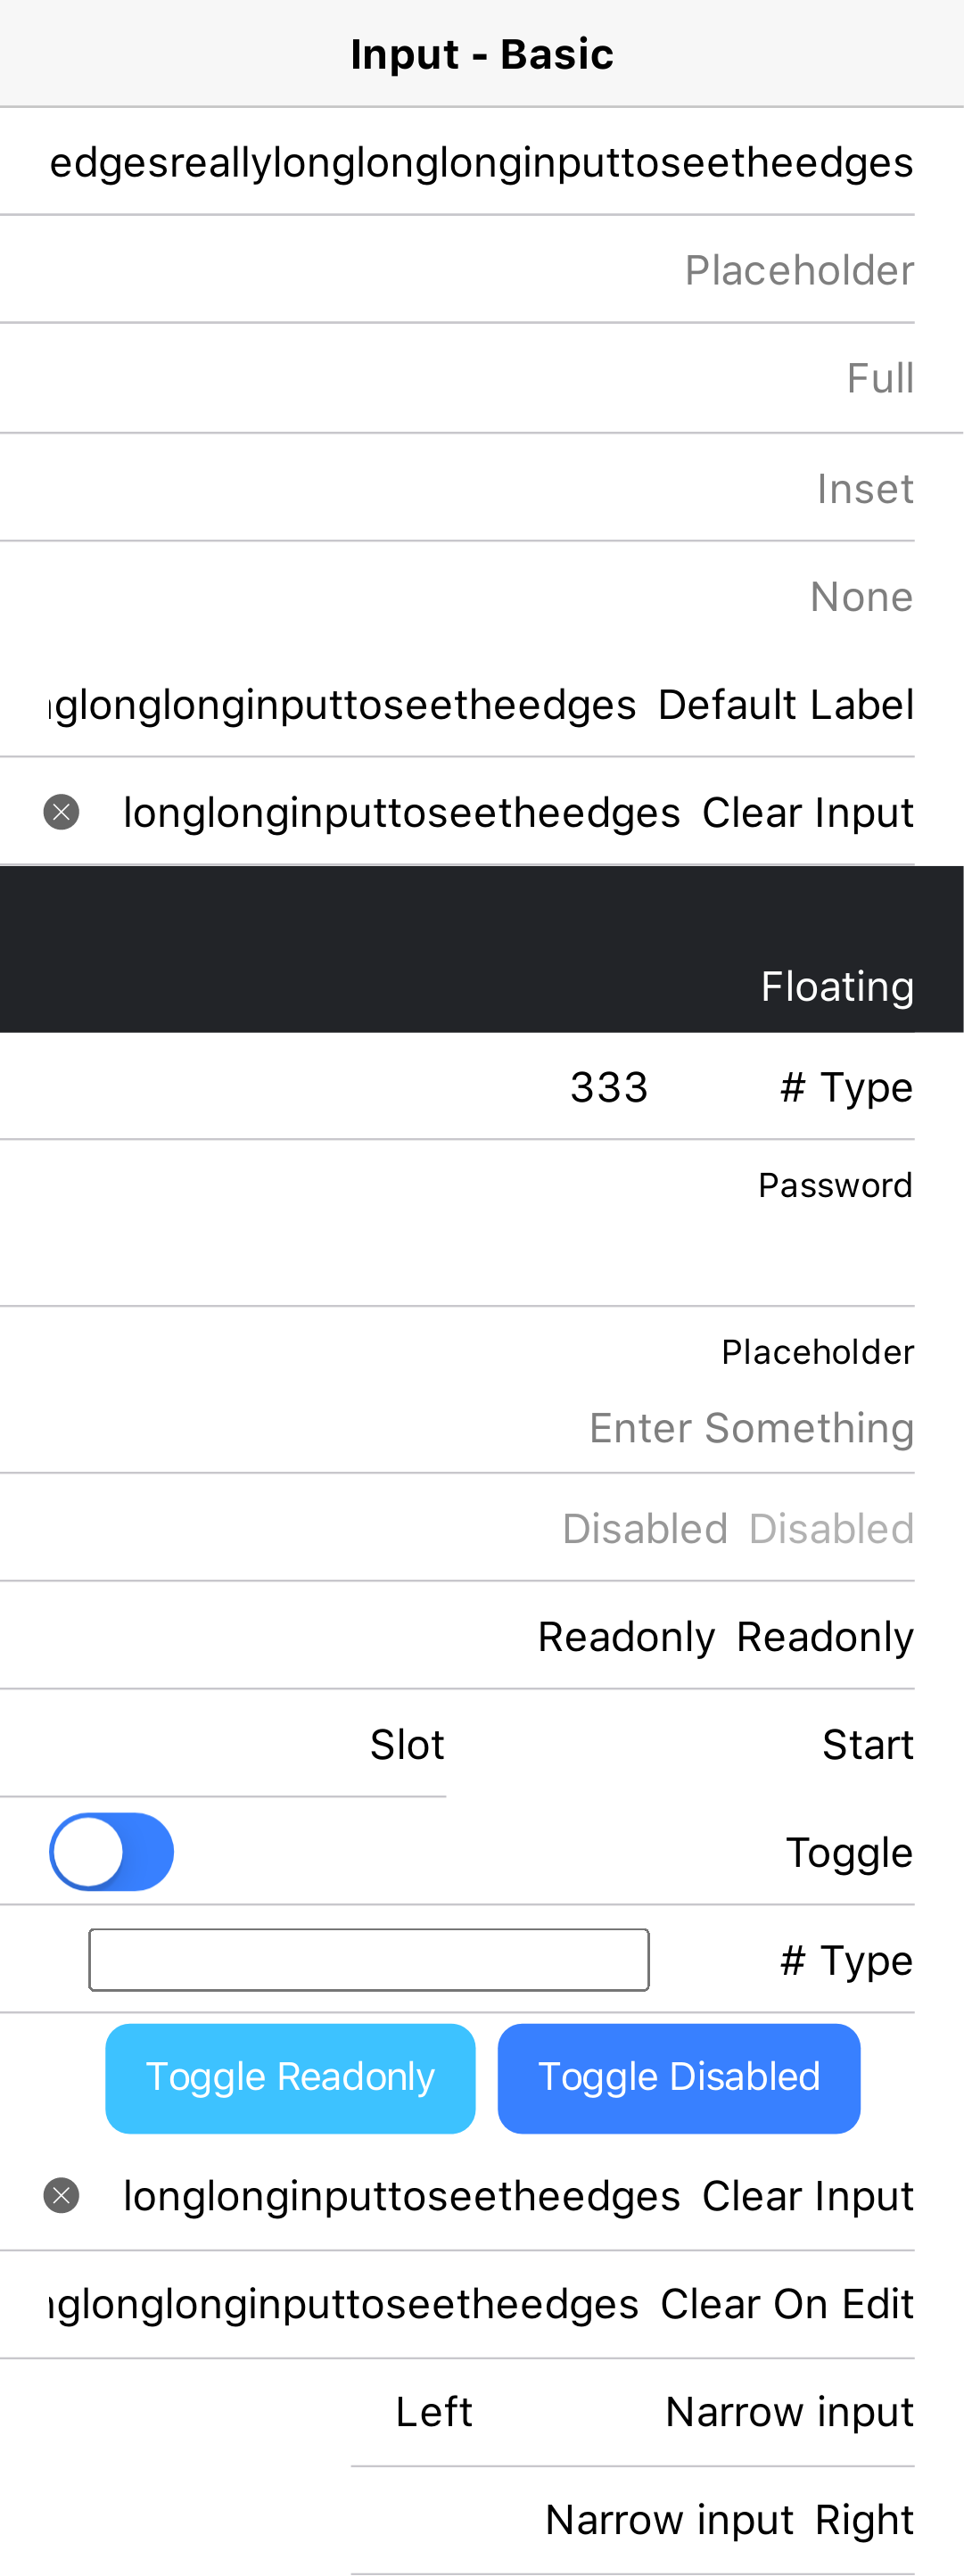 Input - Basic
edgesreallylonglonglonginputtoseetheedges
Placeholder
Full
Inset
None
glonglonginputtoseetheedges Default Label
longlonginputtoseetheedges Clear Input
Floating
333 # Type
Password
Placeholder
Enter Something
Disabled Disabled
Readonly Readonly
Slot Start
Toggle
# Type
Toggle Readonly Toggle Disabled
longlonginputtoseetheedges Clear Input
nglonglonginputtoseetheedges Clear On Edit
Left Narrow input
Narrow input Right